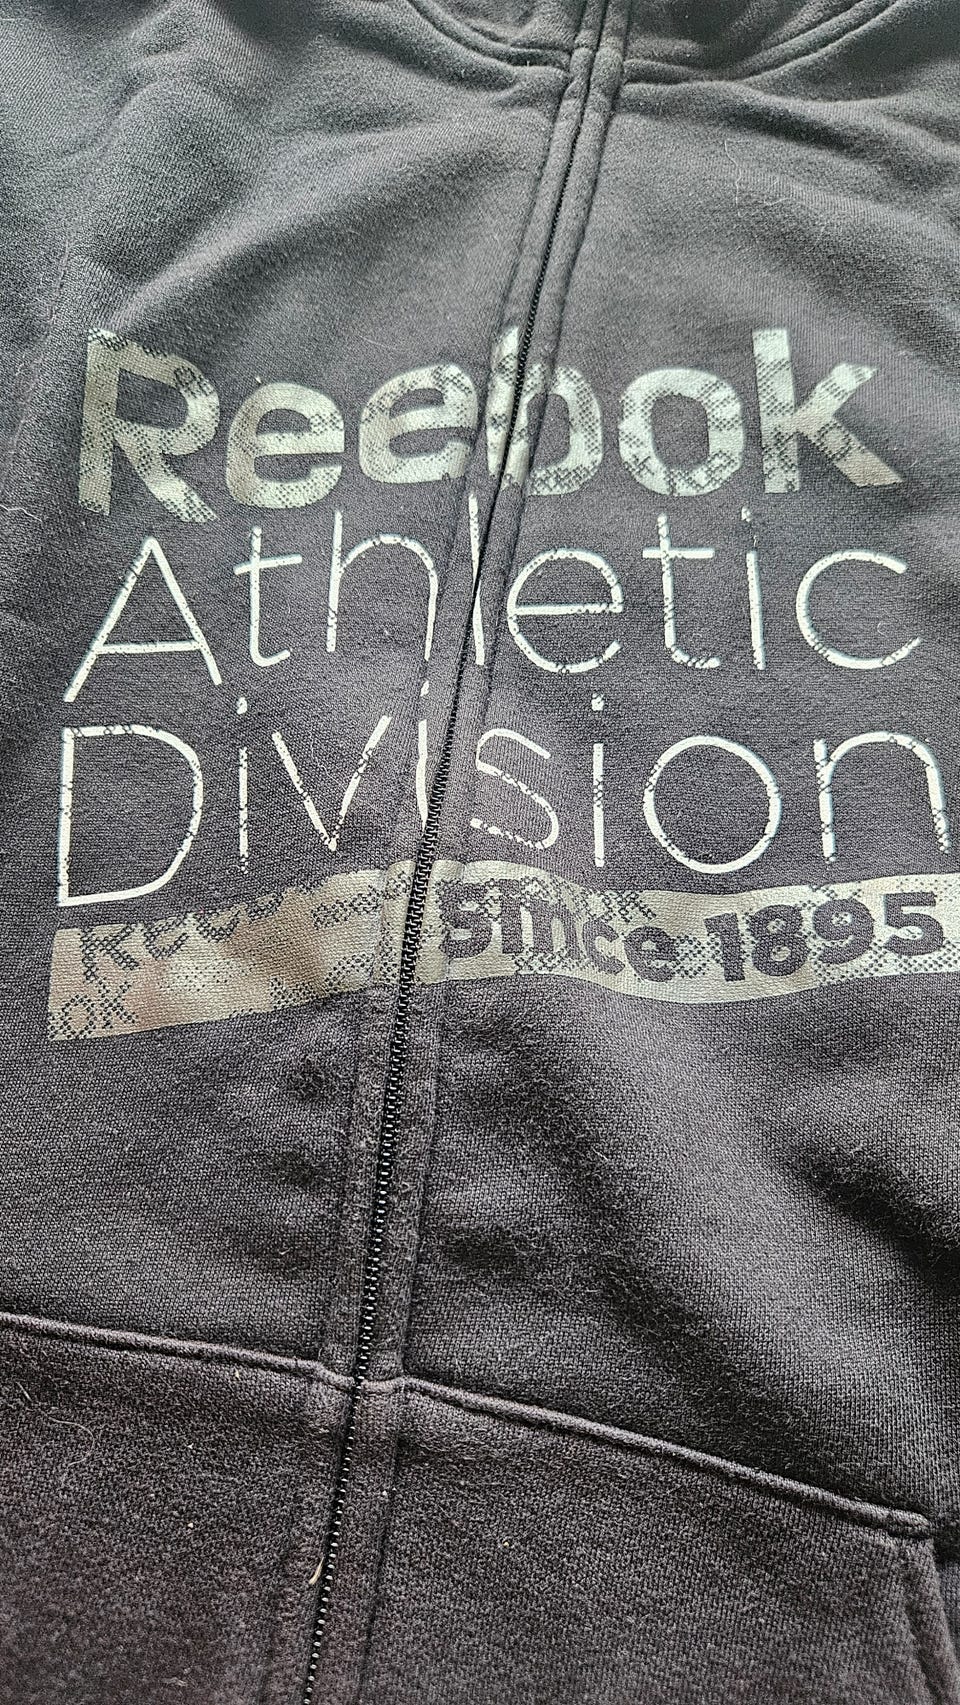 Reebok
Athletic
Division
Since 1895